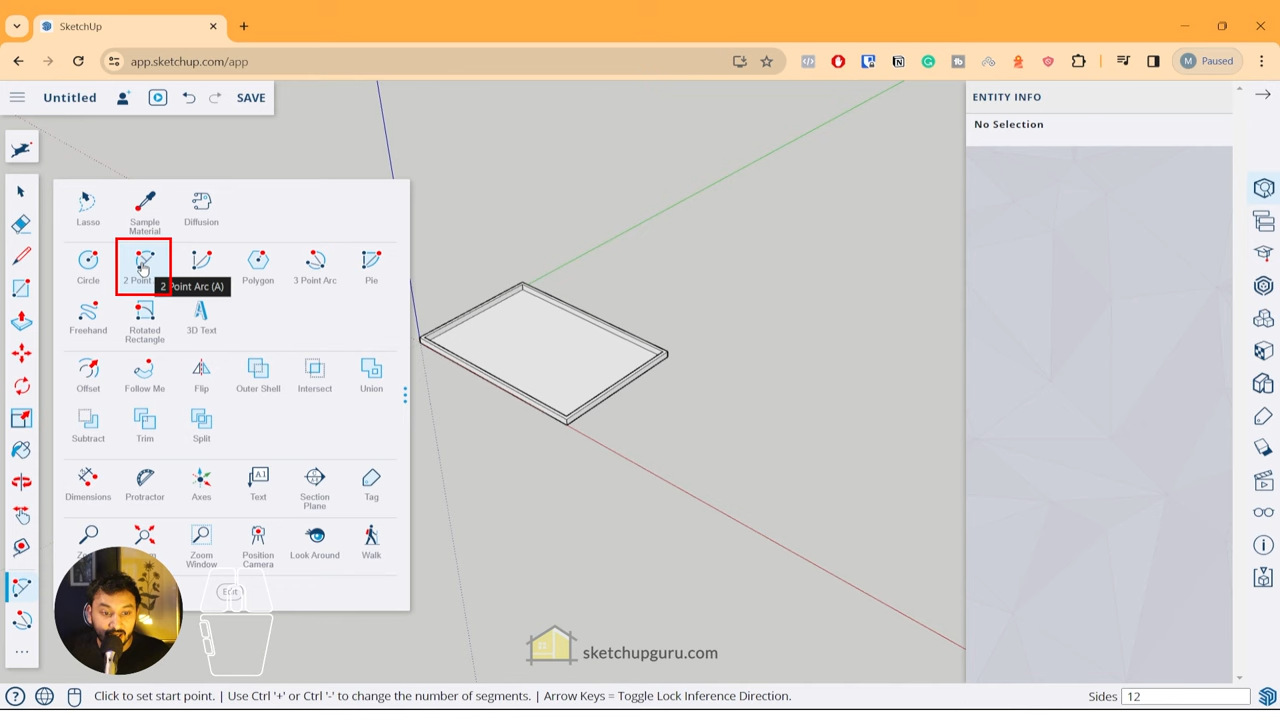 SketchUp
app.sketchup.com/app
M Paused
Untitled
SAVE
ENTITY INFO
No Selection
Lasso
Sample Material
Diffusion
Circle
2 Point
2 Point Arc (A)
Polygon
3 Point Arc
Pie
Freehand
Rotated Rectangle
3D Text
Offset
Follow Me
Flip
Outer Shell
Intersect
Union
Subtract
Trim
Split
Dimensions
Protractor
Axes
A1
Text
Section Plane
Tag
Zoom Window
Position Camera
Look Around
Walk
Edit
sketchupguru.com
Click to set start point. | Use Ctrl '+' or Ctrl '-' to change the number of segments. | Arrow Keys = Toggle Lock Inference Direction.
Sides 12